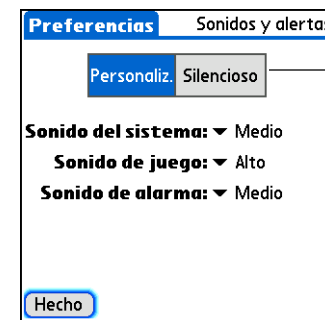 Preferencias Sonidos y alertas
Personaliz. Silencioso
Sonido del sistema: Medio
Sonido de juego: Alto
Sonido de alarma: Medio
Hecho